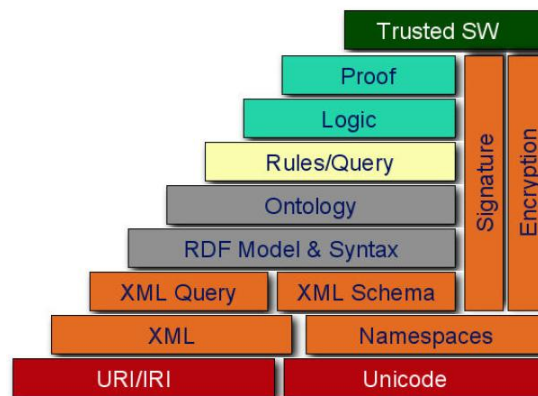 Trusted SW
Proof
Logic
Rules/Query
Ontology
RDF Model & Syntax
Signature
Encryption
XML Query
XML Schema
XML
Namespaces
URI/IRI
Unicode